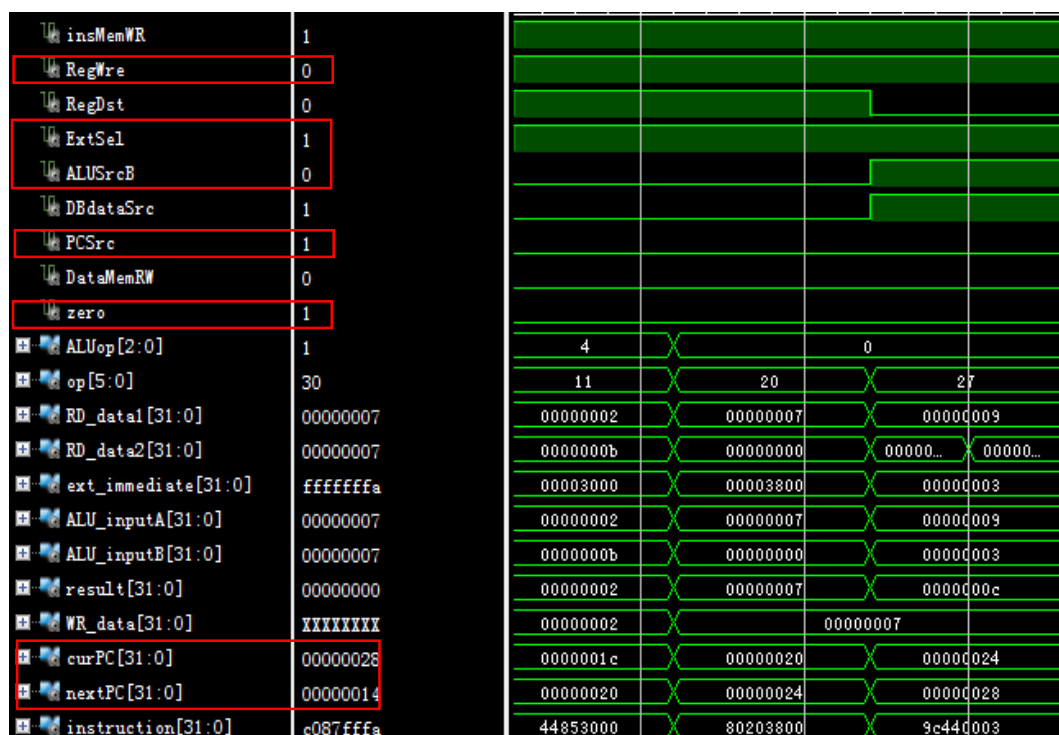 insMemWR 1
RegWre 0
RegDst 0
ExtSel 1
ALUSrcB 0
DBdataSrc 1
PCSrc 1
DataMemRW 0
zero 1
ALUop[2:0] 1 4 0
op[5:0] 30 11 20 27
RD_data1[31:0] 00000007 00000002 00000007 00000009
RD_data2[31:0] 00000007 0000000b 00000000 00000... 00000...
ext_immediate[31:0] fffffffa 00003000 00003800 00000003
ALU_inputA[31:0] 00000007 00000002 00000007 00000009
ALU_inputB[31:0] 00000007 0000000b 00000000 00000003
result[31:0] 00000000 00000002 00000007 0000000c
WR_data[31:0] XXXXXXXX 00000002 00000007
curPC[31:0] 00000028 0000001c 00000020 00000024
nextPC[31:0] 00000014 00000020 00000024 00000028
instruction[31:0] c087fffa 44853000 80203800 9c440003